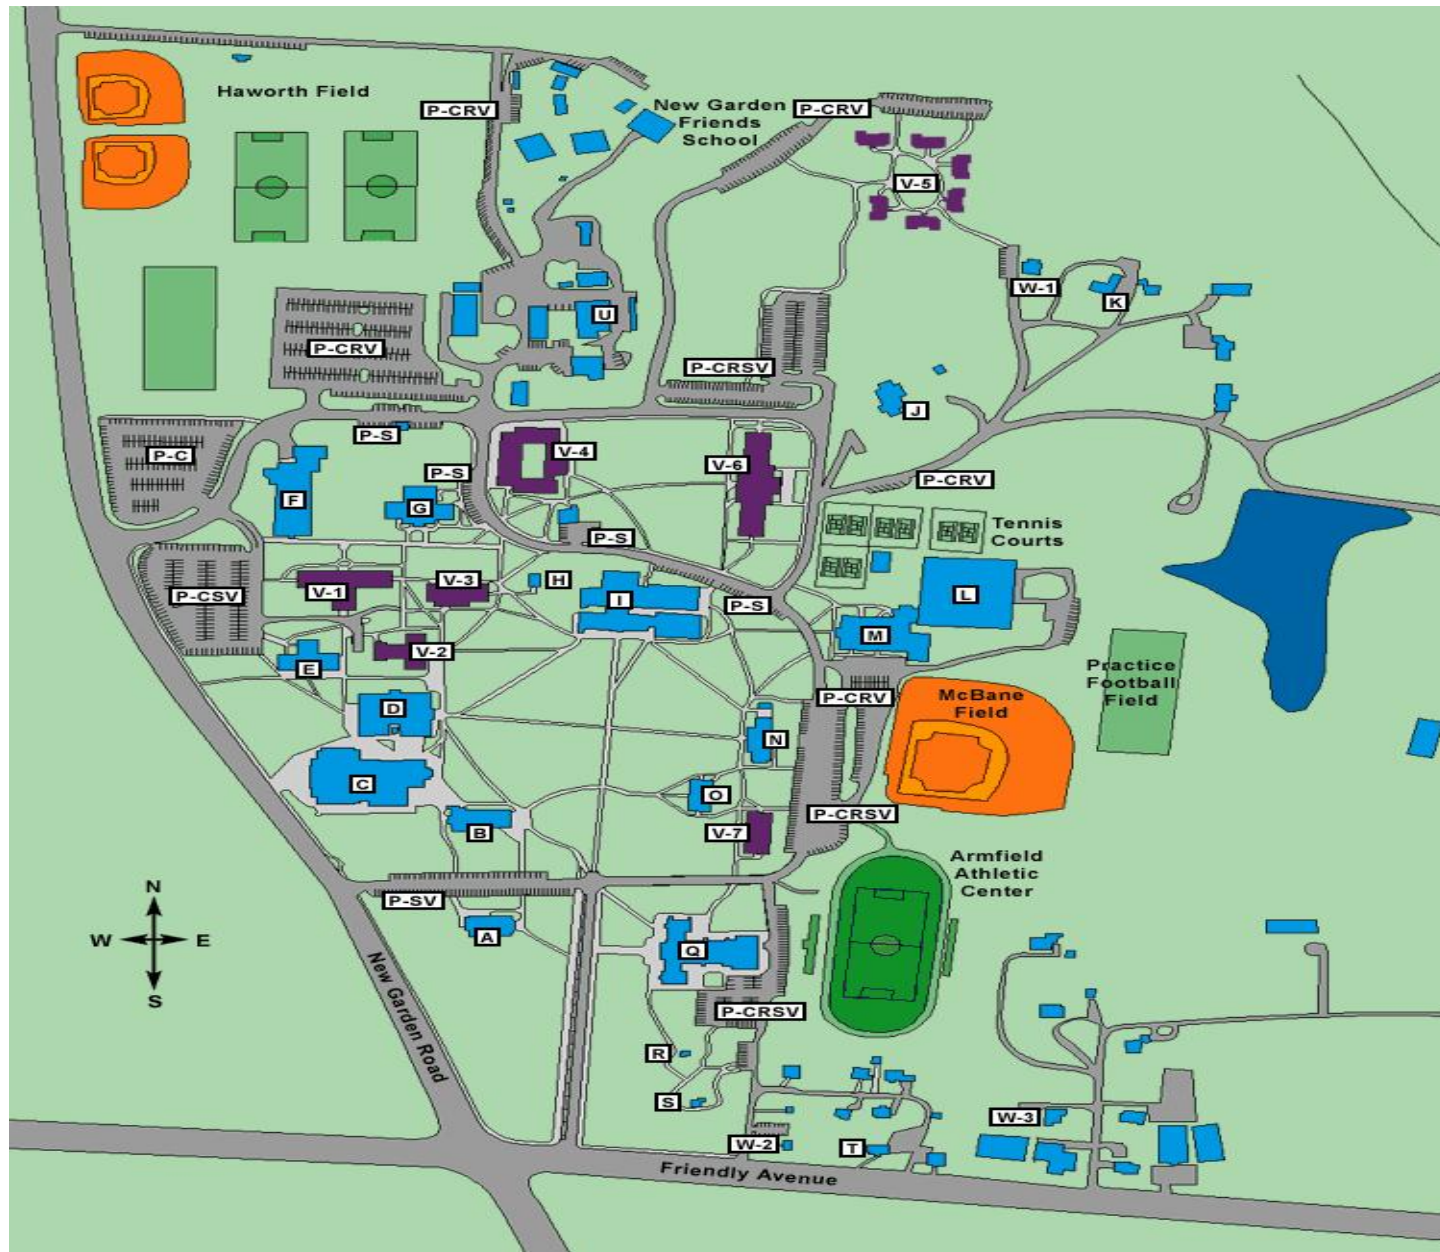 Haworth Field
P-CRV
New Garden
Friends
School
P-CRV
V-5
W-1
K
U
P-CRV
P-CRSV
J
P-S
P-C
P-S
V-4
V-6
P-CRV
F
G
Tennis
Courts
P-S
H
V-3
V-1
P-CSV
I
P-S
L
M
V-2
E
Practice
Football
Field
McBane
Field
P-CRV
D
N
C
O
B
V-7
P-CRSV
Armfield
Athletic
Center
P-SV
A
N
W E
S
Q
New Garden Road
P-CRSV
R
S
W-3
W-2
T
Friendly Avenue